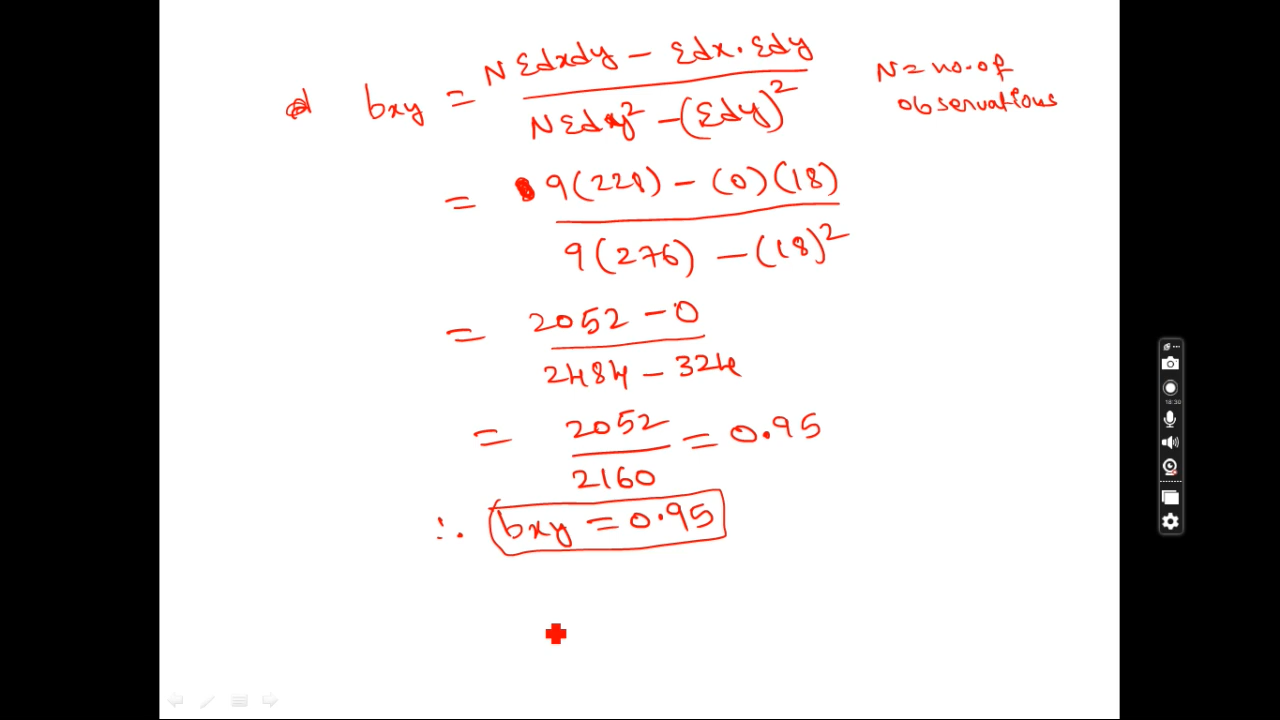 bxy = NΣdxdy - Σdx.Σdy / NΣdy² - (Σdy)²
N = no. of
observations
= 9(228) - (0)(18) / 9(276) - (18)²
= 2052 - 0 / 2484 - 324
= 2052 / 2160 = 0.95
∴ bxy = 0.95